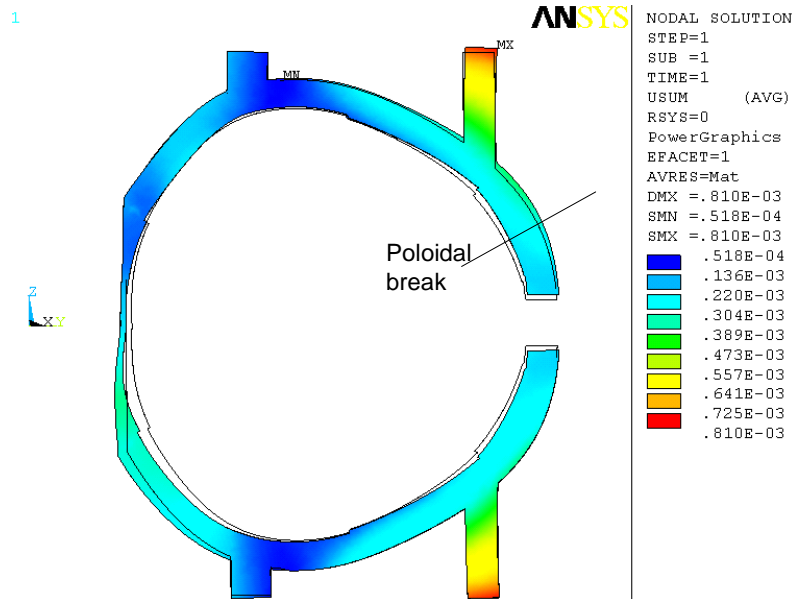 1
ANSYS
NODAL SOLUTION
STEP=1
SUB =1
TIME=1
USUM (AVG)
RSYS=0
PowerGraphics
EFACET=1
AVRES=Mat
DMX =.810E-03
SMN =.518E-04
SMX =.810E-03
.518E-04
.136E-03
.220E-03
.304E-03
.389E-03
.473E-03
.557E-03
.641E-03
.725E-03
.810E-03
MX
MN
Poloidal
break
Z
X Y